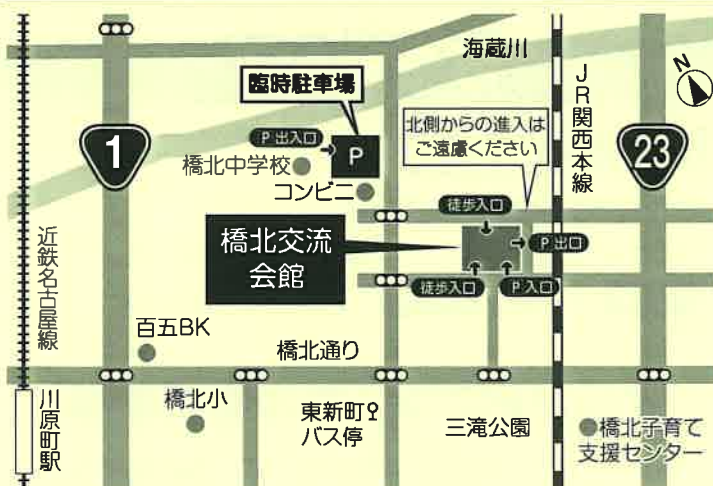 海蔵川
N
臨時駐車場
JR関西本線
1
P出入口
P
北側からの進入は
ご遠慮ください
23
橋北中学校
コンビニ
徒歩入口
橋北交流
会館
P出口
近鉄名古屋線
徒歩入口
P入口
百五BK
橋北通り
川原町駅
橋北小
東新町
バス停
三滝公園
橋北子育て
支援センター